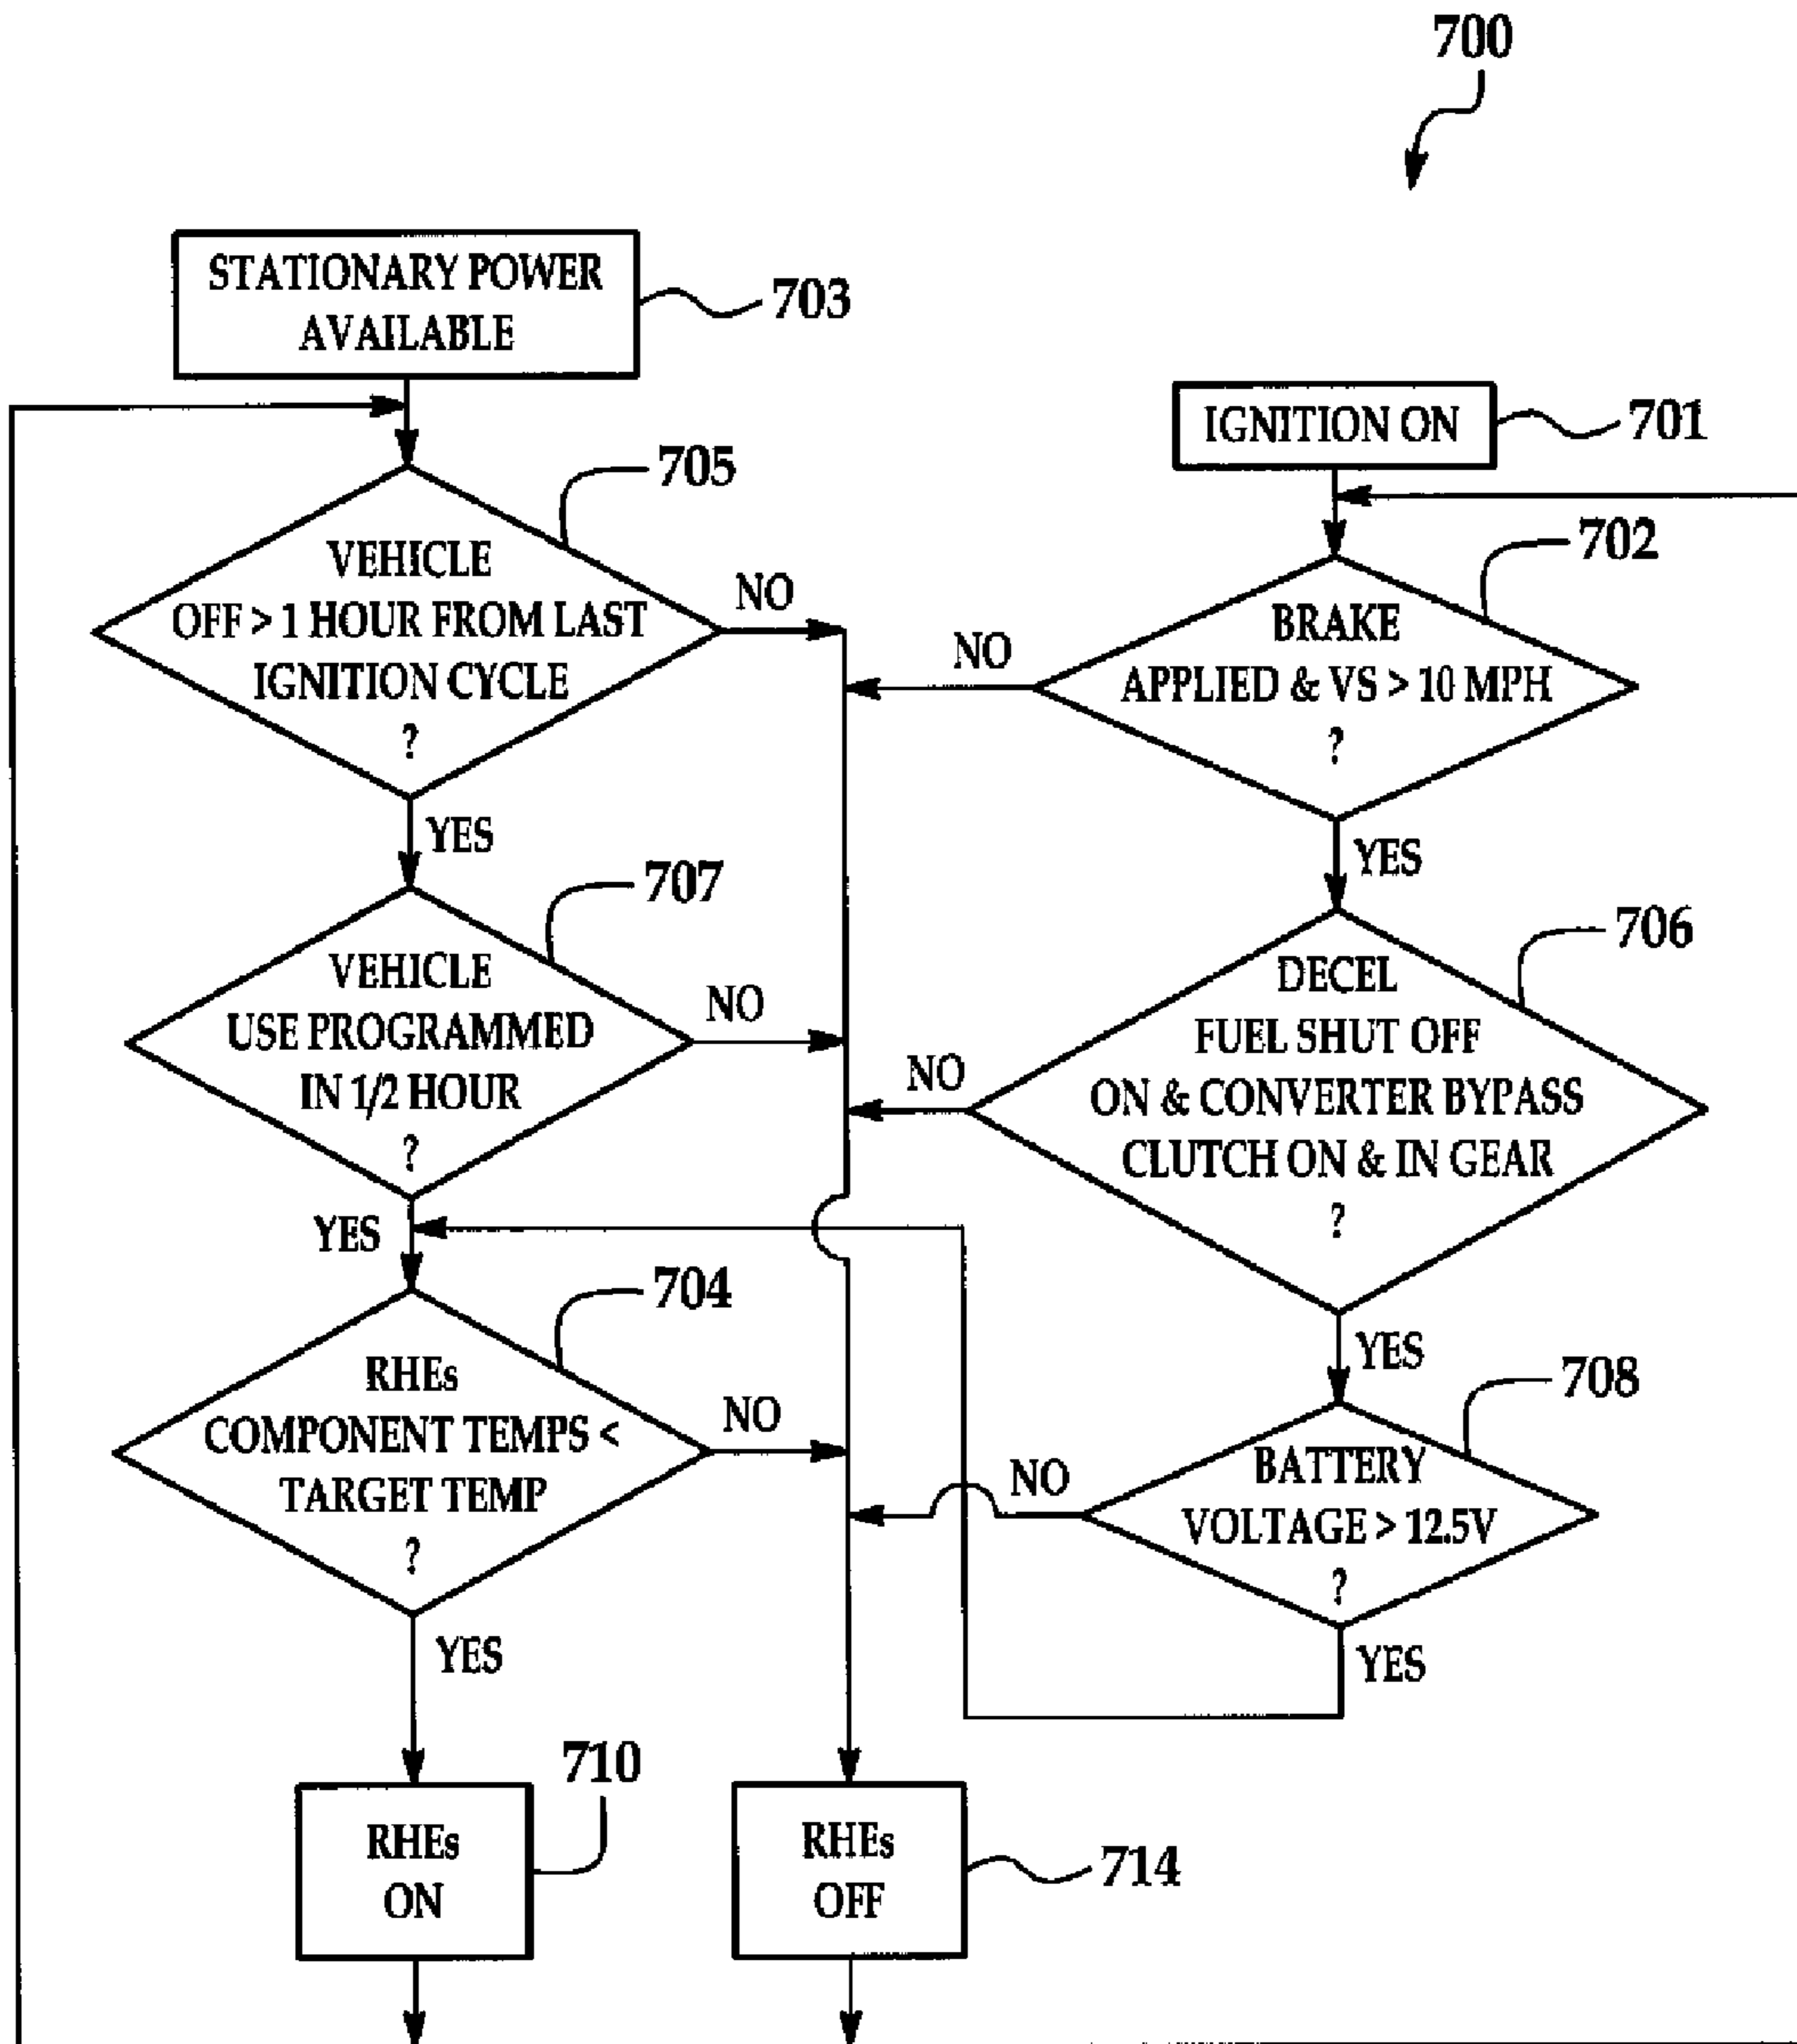 700
STATIONARY POWER
AVAILABLE
703
IGNITION ON
701
705
VEHICLE
OFF > 1 HOUR FROM LAST
IGNITION CYCLE
?
NO
YES
702
BRAKE
APPLIED & VS > 10 MPH
?
NO
YES
707
VEHICLE
USE PROGRAMMED
IN 1/2 HOUR
?
NO
YES
706
DECEL
FUEL SHUT OFF
ON & CONVERTER BYPASS
CLUTCH ON & IN GEAR
?
NO
YES
704
RHEs
COMPONENT TEMPS <
TARGET TEMP
?
NO
YES
708
BATTERY
VOLTAGE > 12.5V
?
NO
YES
710
RHEs
ON
RHEs
OFF
714